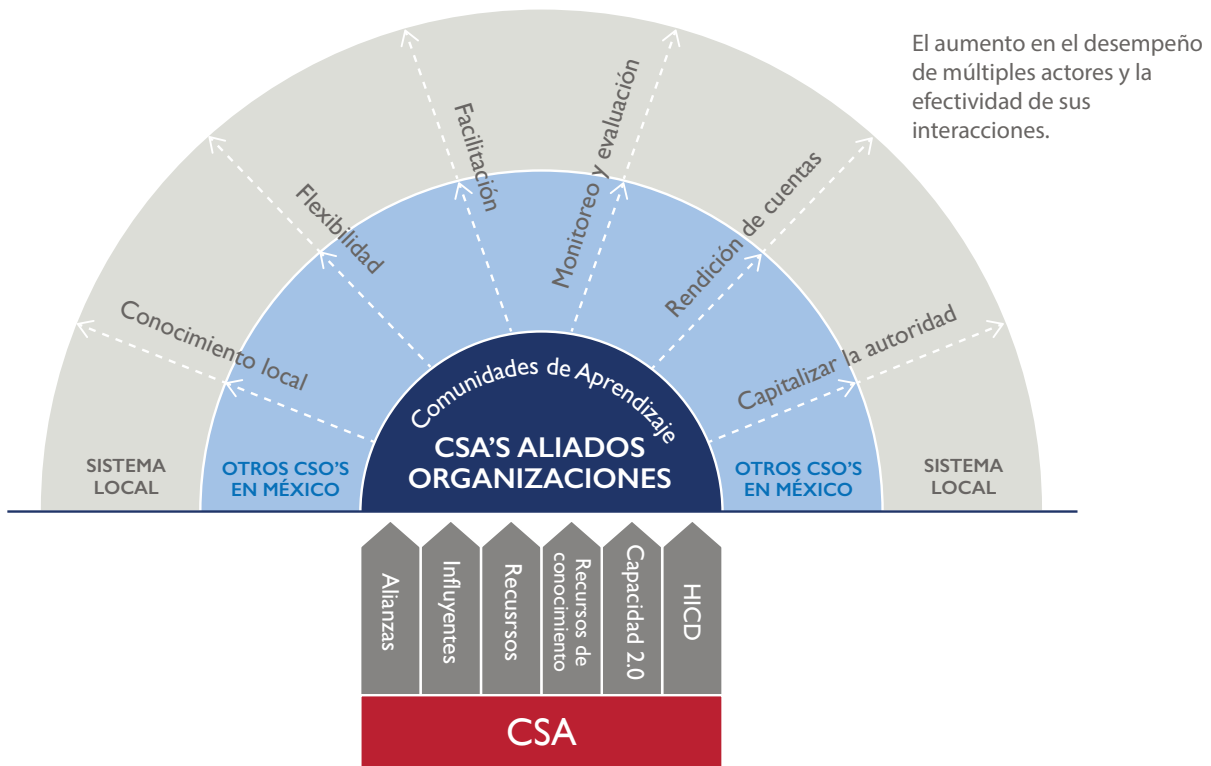 El aumento en el desempeño
de múltiples actores y la
efectividad de sus
interacciones.
Conocimiento local
Flexibilidad
Facilitación
Monitoreo y evaluación
Rendición de cuentas
Capitalizar la autoridad
Comunidades de Aprendizaje
CSA'S ALIADOS
ORGANIZACIONES
SISTEMA
LOCAL
OTROS CSO'S
EN MÉXICO
OTROS CSO'S
EN MÉXICO
SISTEMA
LOCAL
Alianzas
Influyentes
Recusrsos
Recursos de
conocimiento
Capacidad 2.0
HICD
CSA